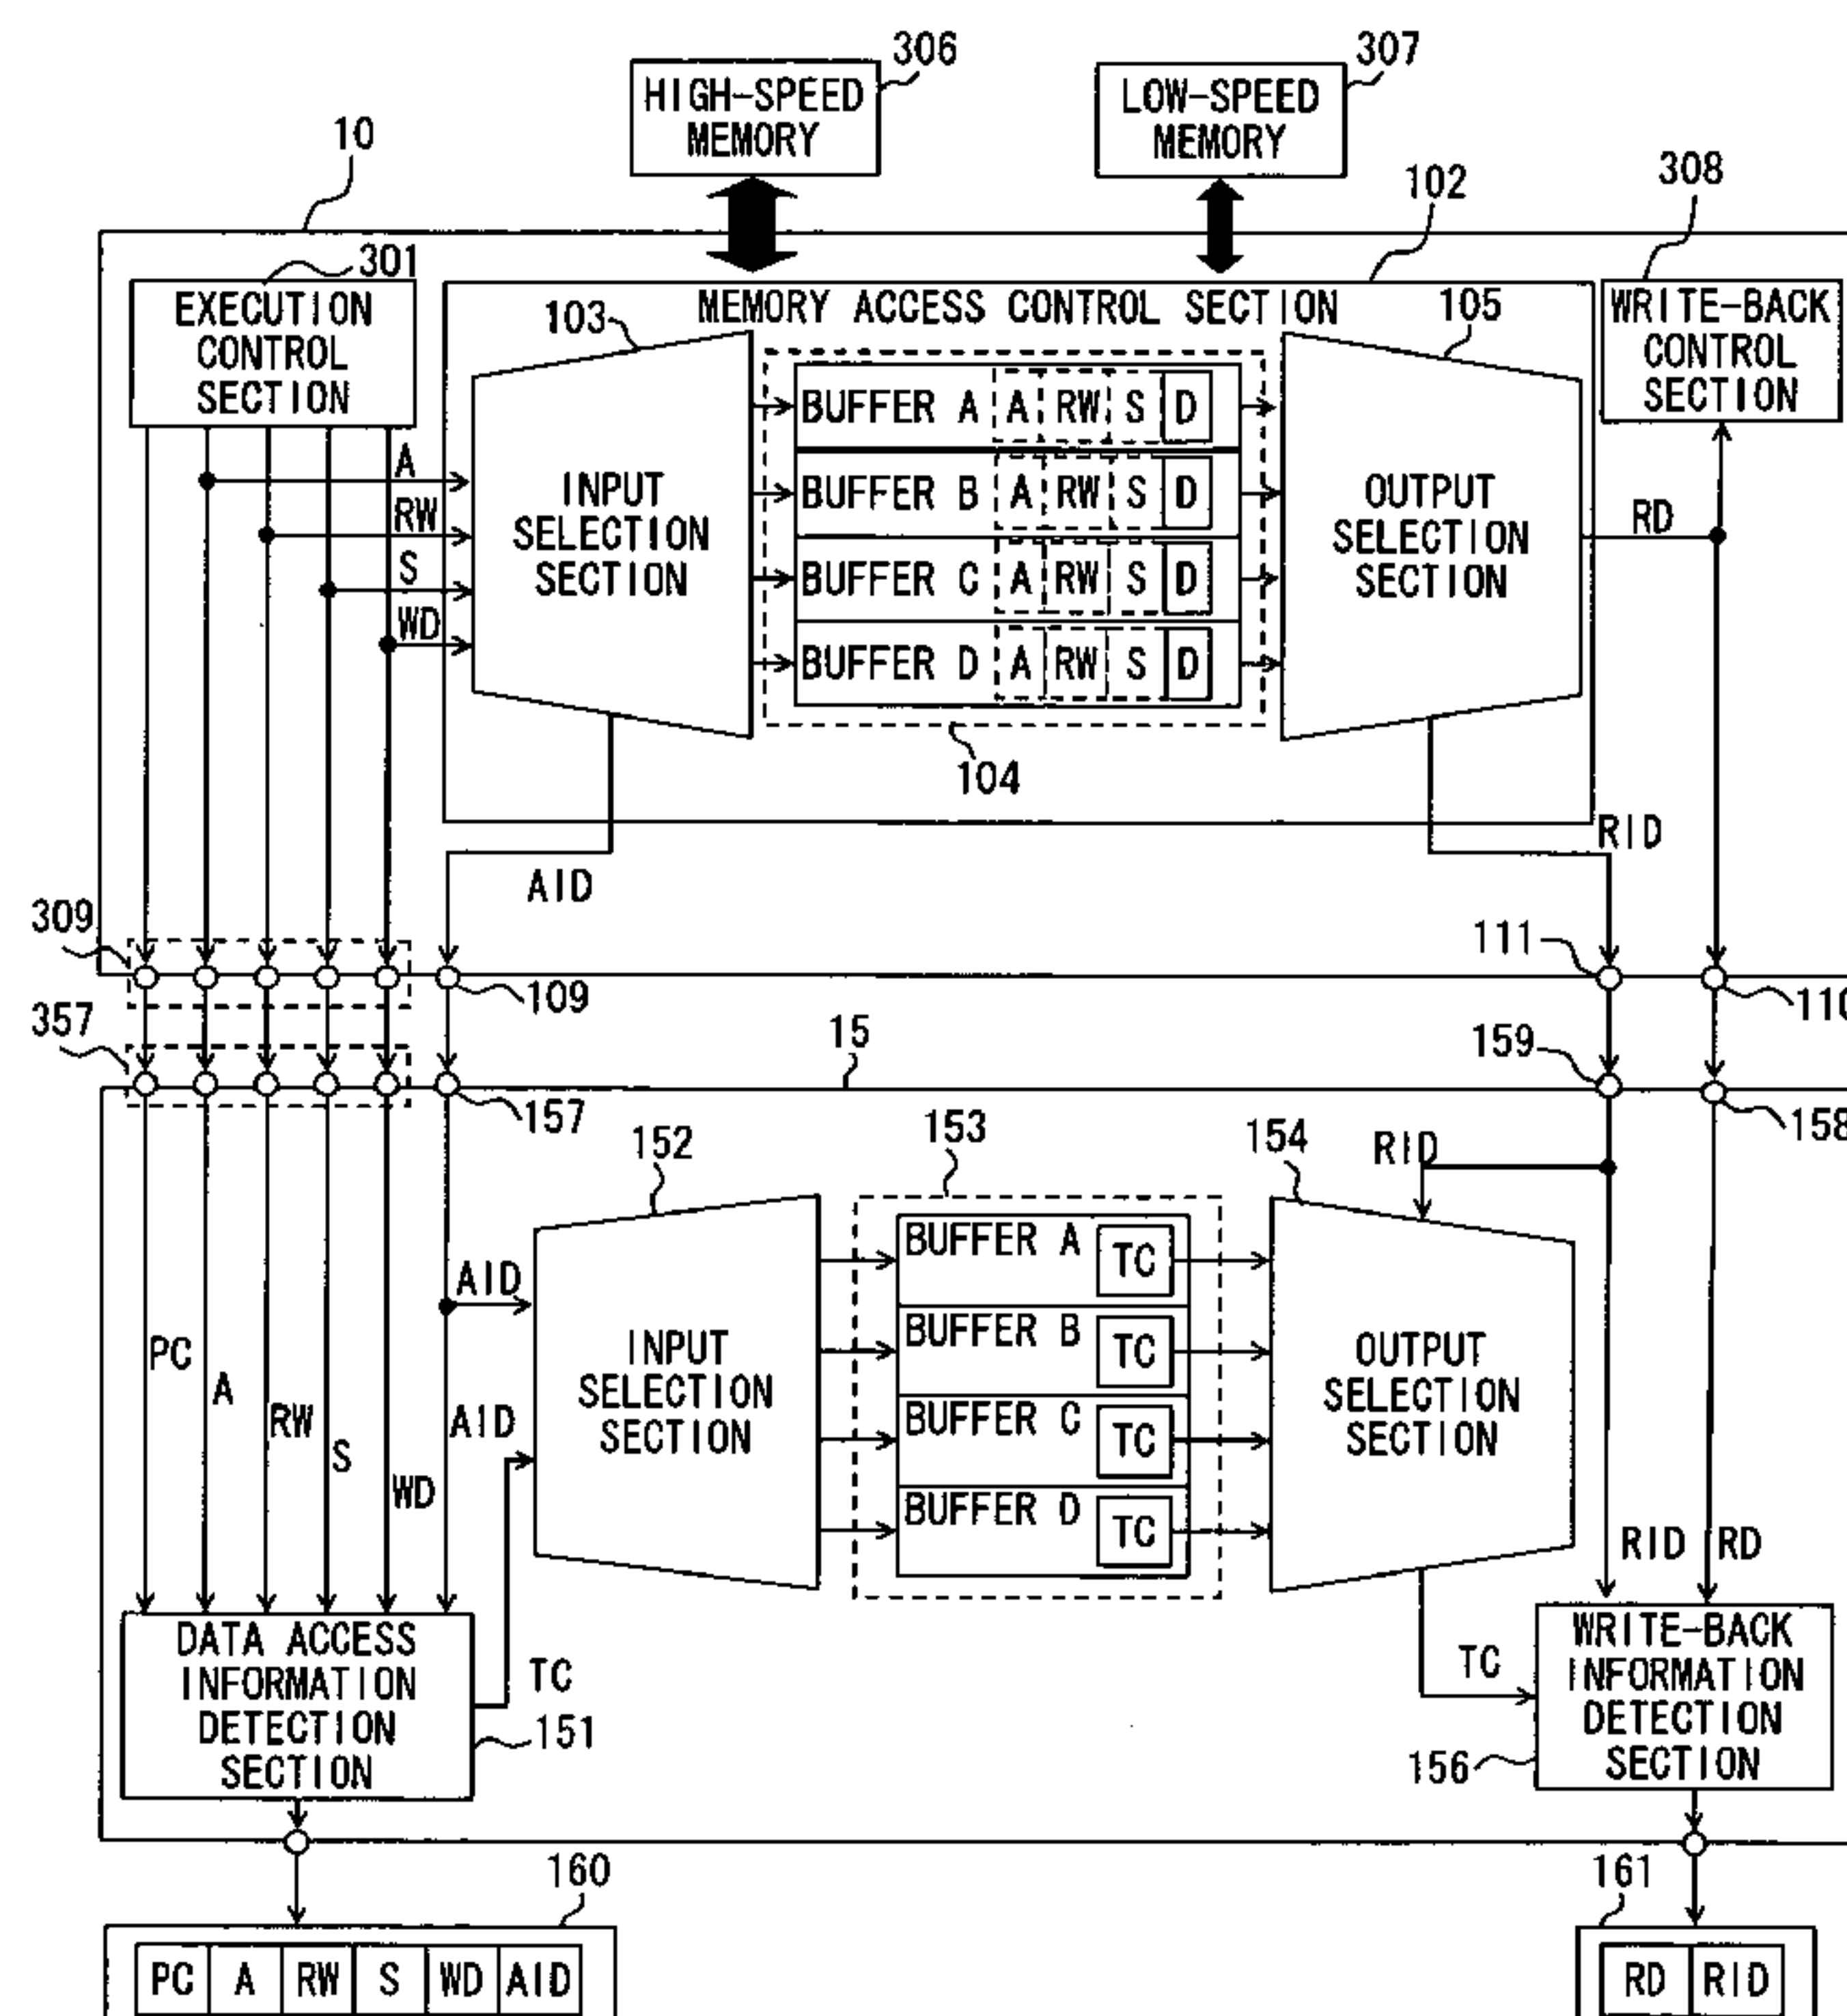 306
HIGH-SPEED
MEMORY
307
LOW-SPEED
MEMORY
10
102
308
301
EXECUTION
CONTROL
SECTION
MEMORY ACCESS CONTROL SECTION
103
105
WRITE-BACK
CONTROL
SECTION
A
RW
S
WD
INPUT
SELECTION
SECTION
BUFFER A A RW S D
BUFFER B A RW S D
BUFFER C A RW S D
BUFFER D A RW S D
OUTPUT
SELECTION
SECTION
RD
104
AID
RID
309
109
111
110
357
157
15
159
158
152
153
154
RID
AID
INPUT
SELECTION
SECTION
BUFFER A TC
BUFFER B TC
BUFFER C TC
BUFFER D TC
OUTPUT
SELECTION
SECTION
PC
A
RW
S
WD
AID
RID
RD
DATA ACCESS
INFORMATION
DETECTION
SECTION
TC
151
TC
WRITE-BACK
INFORMATION
DETECTION
SECTION
156
160
PC A RW S WD AID
161
RD RID